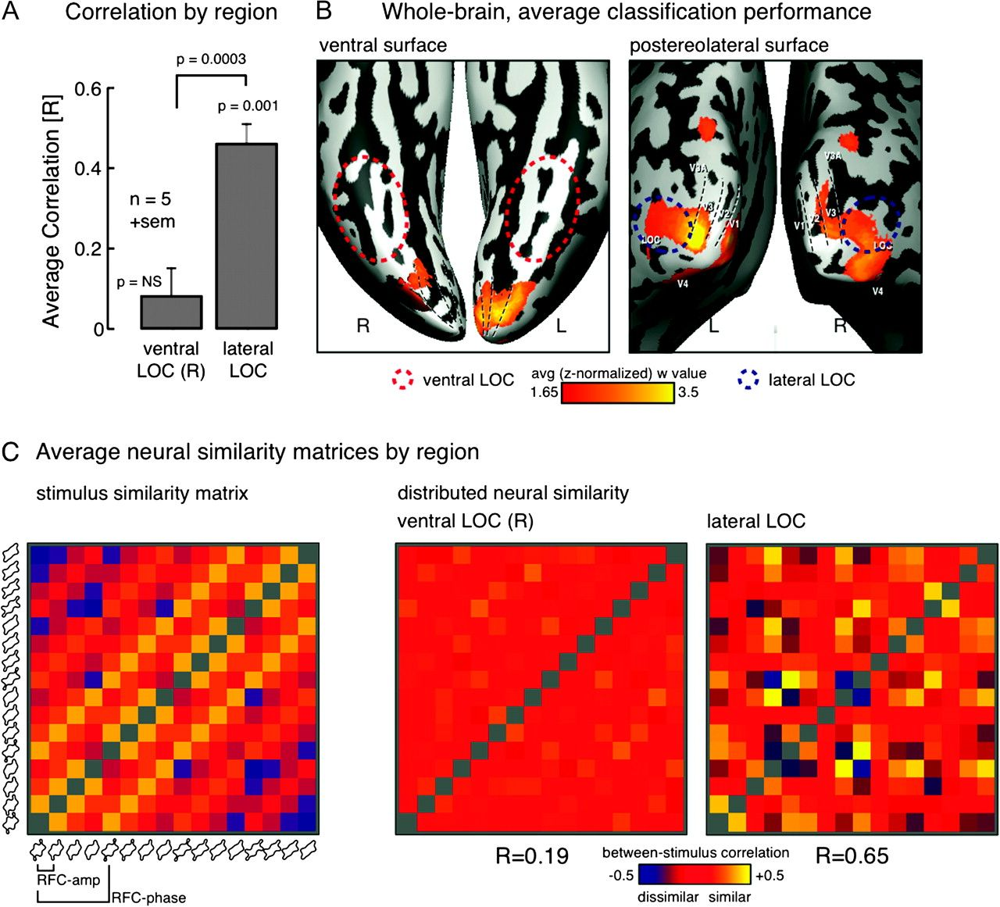 A Correlation by region
p = 0.0003
p = 0.001
0.6
0.4
0.2
0
Average Correlation [R]
n = 5
+sem
p = NS
ventral
LOC (R)
lateral
LOC
B Whole-brain, average classification performance
ventral surface
postereolateral surface
R
L
V3A
V3
V2
V1
LOC
V4
L
V3A
V3
V2
V1
LOC
V4
R
ventral LOC
avg (z-normalized) w value
1.65
3.5
lateral LOC
C Average neural similarity matrices by region
stimulus similarity matrix
distributed neural similarity
ventral LOC (R)
lateral LOC
RFC-amp
RFC-phase
R=0.19
between-stimulus correlation
-0.5
+0.5
dissimilar similar
R=0.65